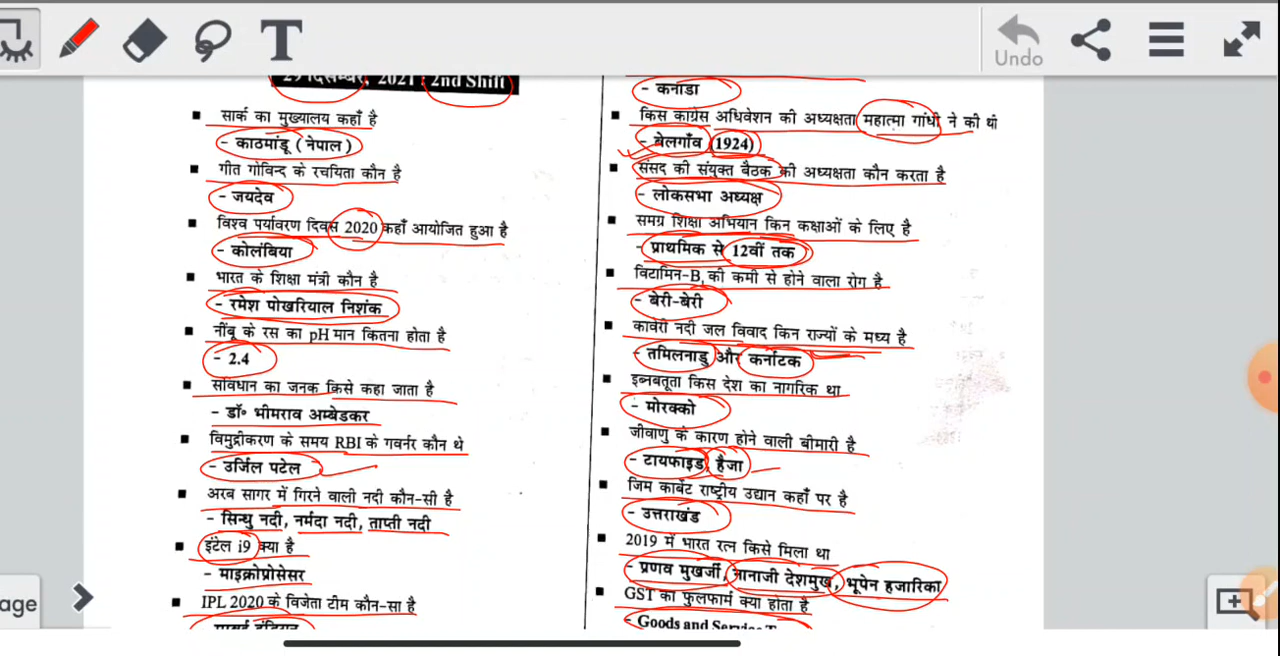 T
Undo
29 दिसम्बर, 2021 : 2nd Shift
■ सार्क का मुख्यालय कहाँ है
- काठमांडू ( नेपाल )
■ गीत गोविन्द के रचयिता कौन है
- जयदेव
■ विश्व पर्यावरण दिवस 2020 कहाँ आयोजित हुआ है
- कोलंबिया
■ भारत के शिक्षा मंत्री कौन है
- रमेश पोखरियाल निशंक
■ नींबू के रस का pH मान कितना होता है
- 2.4
■ संविधान का जनक किसे कहा जाता है
- डॉ॰ भीमराव अम्बेडकर
■ विमुद्रीकरण के समय RBI के गवर्नर कौन थे
- उर्जिल पटेल
■ अरब सागर में गिरने वाली नदी कौन-सी है
- सिन्धु नदी, नर्मदा नदी, ताप्ती नदी
■ इंटेल i9 क्या है
- माइक्रोप्रोसेसर
■ IPL 2020 के विजेता टीम कौन-सा है
- कनाडा
■ किस कांग्रेस अधिवेशन की अध्यक्षता महात्मा गांधी ने की थी
- बेलगाँव (1924)
■ संसद की संयुक्त बैठक की अध्यक्षता कौन करता है
- लोकसभा अध्यक्ष
■ समग्र शिक्षा अभियान किन कक्षाओं के लिए है
- प्राथमिक से 12वीं तक
■ विटामिन-B, की कमी से होने वाला रोग है
- बेरी-बेरी
■ कावेरी नदी जल विवाद किन राज्यों के मध्य है
- तमिलनाडु और कर्नाटक
■ इब्नबतूता किस देश का नागरिक था
- मोरक्को
■ जीवाणु के कारण होने वाली बीमारी है
- टायफाइड, हैजा
■ जिम कार्बेट राष्ट्रीय उद्यान कहाँ पर है
- उत्तराखंड
■ 2019 में भारत रत्न किसे मिला था
- प्रणव मुखर्जी, नानाजी देशमुख, भूपेन हजारिका
■ GST का फुलफार्म क्या होता है
- Goods and Service
age